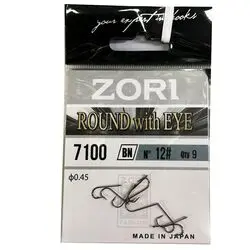 your expert in hooks
ZORI
ROUND with EYE
7100 BN Nº 12# Qty 9
ϕ0.45
MADE IN JAPAN